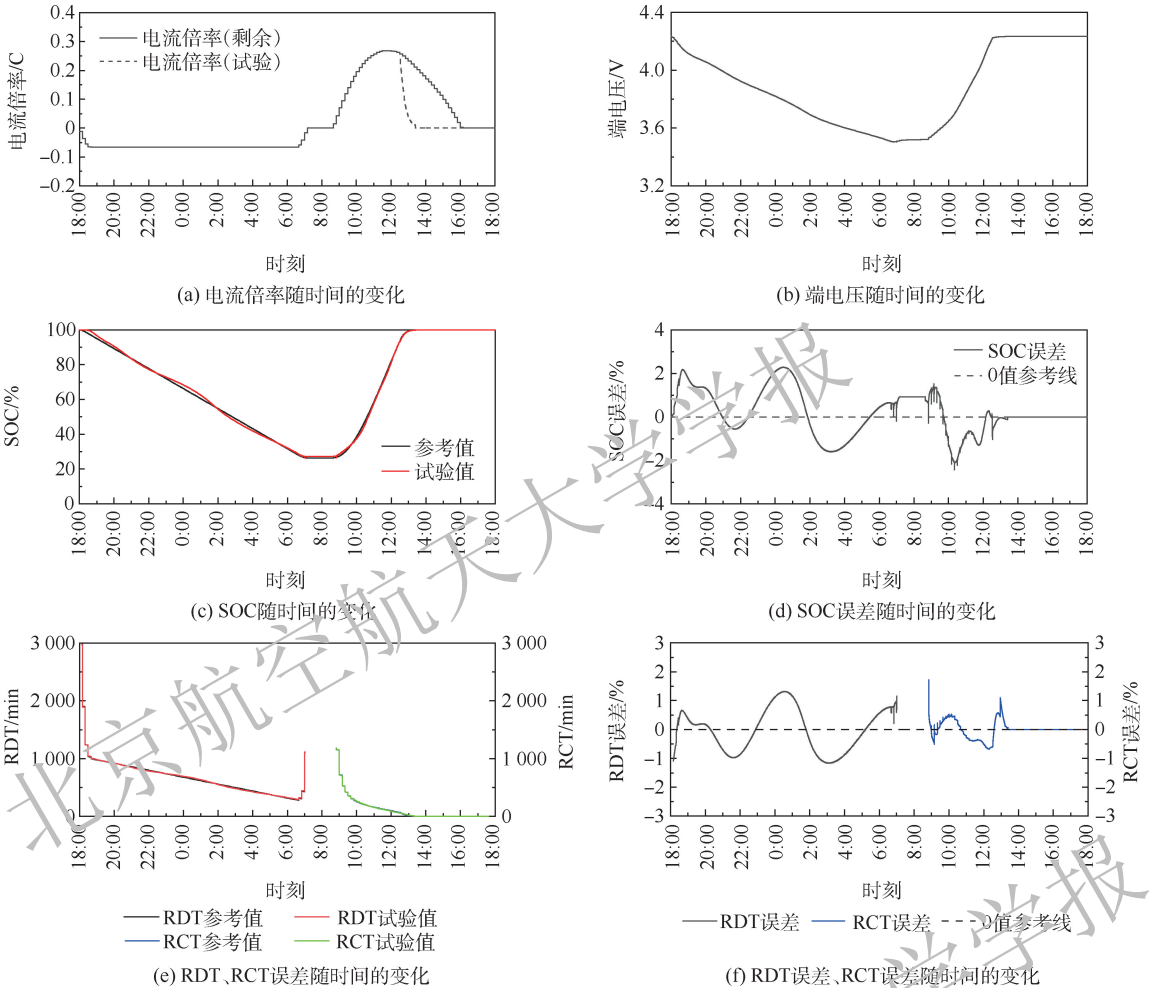 0.4
0.3
0.2
0.1
0
−0.1
−0.2
电流倍率/C
电流倍率(剩余)
电流倍率(试验)
18:00 20:00 22:00 0:00 2:00 4:00 6:00 8:00 10:00 12:00 14:00 16:00 18:00
时刻
(a) 电流倍率随时间的变化
4.4
4.0
3.6
3.2
端电压/V
18:00 20:00 22:00 0:00 2:00 4:00 6:00 8:00 10:00 12:00 14:00 16:00 18:00
时刻
(b) 端电压随时间的变化
100
80
60
40
20
0
SOC/%
参考值
试验值
18:00 20:00 22:00 0:00 2:00 4:00 6:00 8:00 10:00 12:00 14:00 16:00 18:00
时刻
(c) SOC随时间的变化
4
2
0
−2
−4
SOC误差/%
SOC误差
0值参考线
18:00 20:00 22:00 0:00 2:00 4:00 6:00 8:00 10:00 12:00 14:00 16:00 18:00
时刻
(d) SOC误差随时间的变化
3 000
2 000
1 000
0
RDT/min
3 000
2 000
1 000
0
RCT/min
18:00 20:00 22:00 0:00 2:00 4:00 6:00 8:00 10:00 12:00 14:00 16:00 18:00
时刻
RDT参考值 RDT试验值
RCT参考值 RCT试验值
(e) RDT、RCT误差随时间的变化
3
2
1
0
−1
−2
−3
RDT误差/%
3
2
1
0
−1
−2
−3
RCT误差/%
18:00 20:00 22:00 0:00 2:00 4:00 6:00 8:00 10:00 12:00 14:00 16:00 18:00
时刻
RDT误差 RCT误差 0值参考线
(f) RDT误差、RCT误差随时间的变化
北京航空航天大学学报
学学报